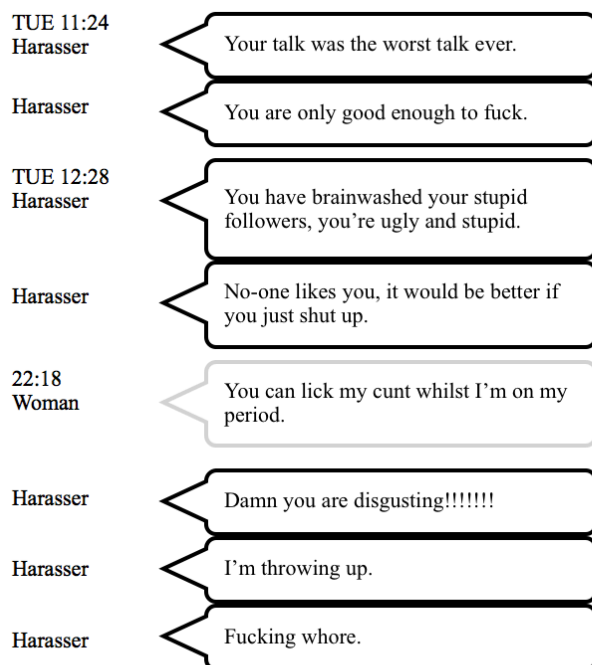 TUE 11:24
Harasser
Your talk was the worst talk ever.
Harasser
You are only good enough to fuck.
TUE 12:28
Harasser
You have brainwashed your stupid
followers, you’re ugly and stupid.
Harasser
No-one likes you, it would be better if
you just shut up.
22:18
Woman
You can lick my cunt whilst I’m on my
period.
Harasser
Damn you are disgusting!!!!!!!
Harasser
I’m throwing up.
Harasser
Fucking whore.